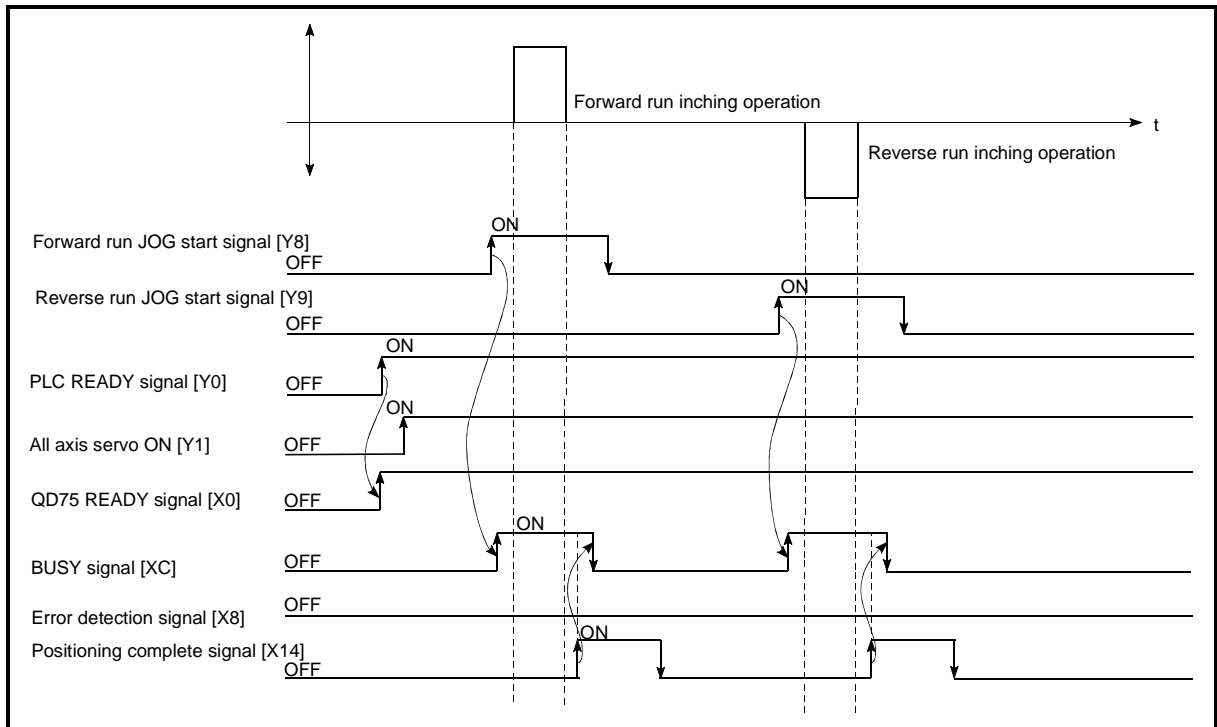 Forward run inching operation
t
Reverse run inching operation
ON
Forward run JOG start signal [Y8]
OFF
ON
Reverse run JOG start signal [Y9]
OFF
ON
PLC READY signal [Y0]
OFF
ON
All axis servo ON [Y1]
OFF
QD75 READY signal [X0]
OFF
ON
BUSY signal [XC]
OFF
OFF
Error detection signal [X8]
ON
Positioning complete signal [X14]
OFF